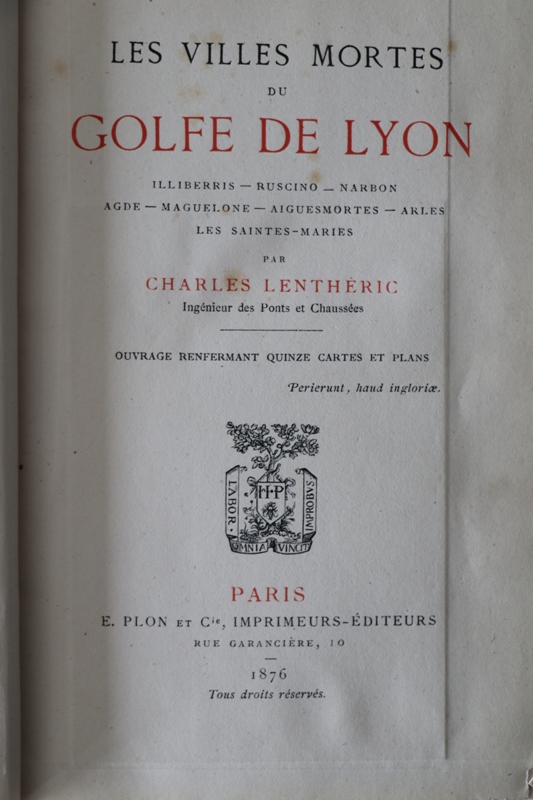 LES VILLES MORTES
DU
GOLFE DE LYON
ILLIBERRIS — RUSCINO — NARBON
AGDE — MAGUELONE — AIGUESMORTES — ARLES
LES SAINTES-MARIES
PAR
CHARLES LENTHÉRIC
Ingénieur des Ponts et Chaussées
OUVRAGE RENFERMANT QUINZE CARTES ET PLANS
Perierunt, haud ingloriæ.
H·P
LABOR
IMPROBVS
OMNIA VINCIT
PARIS
E. PLON ET Cie, IMPRIMEURS-ÉDITEURS
RUE GARANCIÈRE, 10
1876
Tous droits réservés.